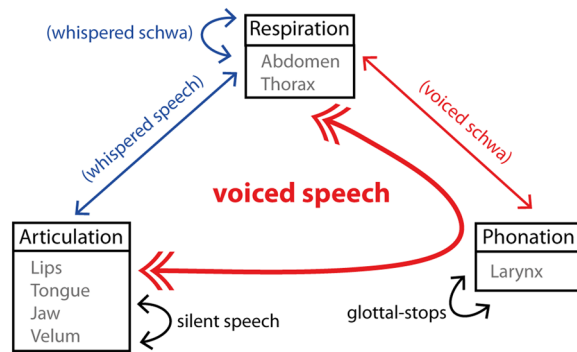 (whispered schwa)
Respiration
Abdomen
Thorax
(whispered speech)
(voiced schwa)
voiced speech
Articulation
Lips
Tongue
Jaw
Velum
silent speech
Phonation
Larynx
glottal-stops